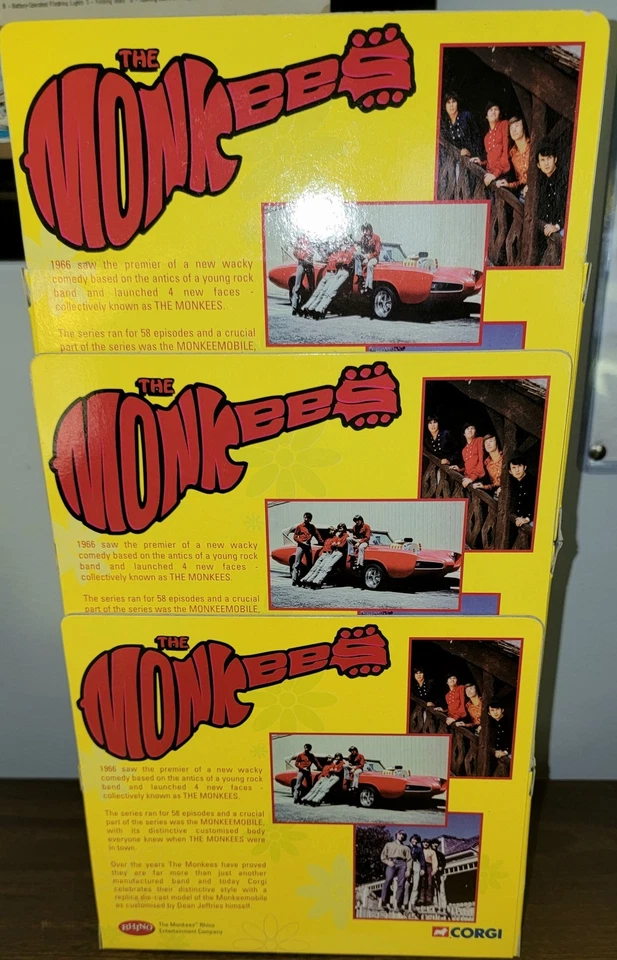 8 - Battery-Operated Flashing Lights
THE
MONKEES
1966 saw the premier of a new wacky
comedy based on the antics of a young rock
band and launched 4 new faces -
collectively known as THE MONKEES.
The series ran for 58 episodes and a crucial
part of the series was the MONKEEMOBILE,
THE
MONKEES
1966 saw the premier of a new wacky
comedy based on the antics of a young rock
band and launched 4 new faces -
collectively known as THE MONKEES.
The series ran for 58 episodes and a crucial
part of the series was the MONKEEMOBILE,
THE
MONKEES
1966 saw the premier of a new wacky
comedy based on the antics of a young rock
band and launched 4 new faces -
collectively known as THE MONKEES.
The series ran for 58 episodes and a crucial
part of the series was the MONKEEMOBILE,
with its distinctive customised body
everyone knew when THE MONKEES were
in town.
Over the years The Monkees have proved
they are far more than just another
manufactured band and today Corgi
celebrates their distinctive style with a
replica die-cast model of the Monkeemobile
as customised by Dean Jeffries himself.
RHINO
The Monkees™ Rhino
Entertainment Company
CORGI